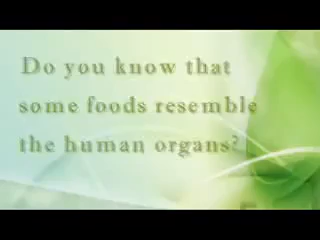 Do you know that
some foods resemble
the human organs?